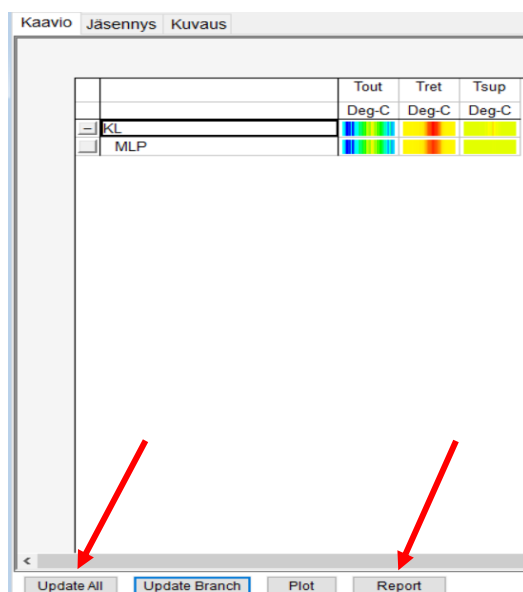 Kaavio Jäsennys Kuvaus
Tout Tret Tsup
Deg-C Deg-C Deg-C
KL
MLP
Update All Update Branch Plot Report